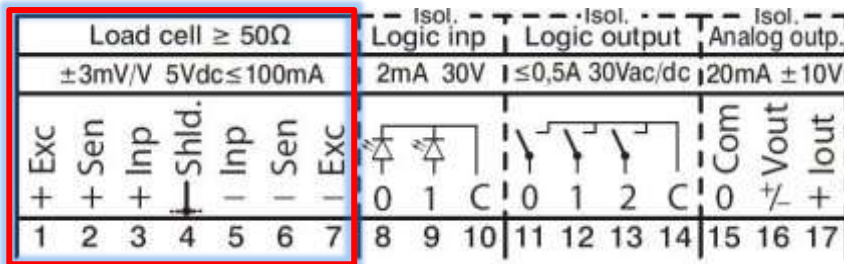 Isol. Isol. Isol.
Load cell ≥ 50Ω Logic inp Logic output Analog outp.
±3mV/V 5Vdc≤100mA 2mA 30V ≤0,5A 30Vac/dc 20mA ±10V
+ Exc + Sen + Inp Shld. − Inp − Sen − Exc 0 1 C 0 1 2 C 0 Com +/− Vout + Iout
1 2 3 4 5 6 7 8 9 10 11 12 13 14 15 16 17